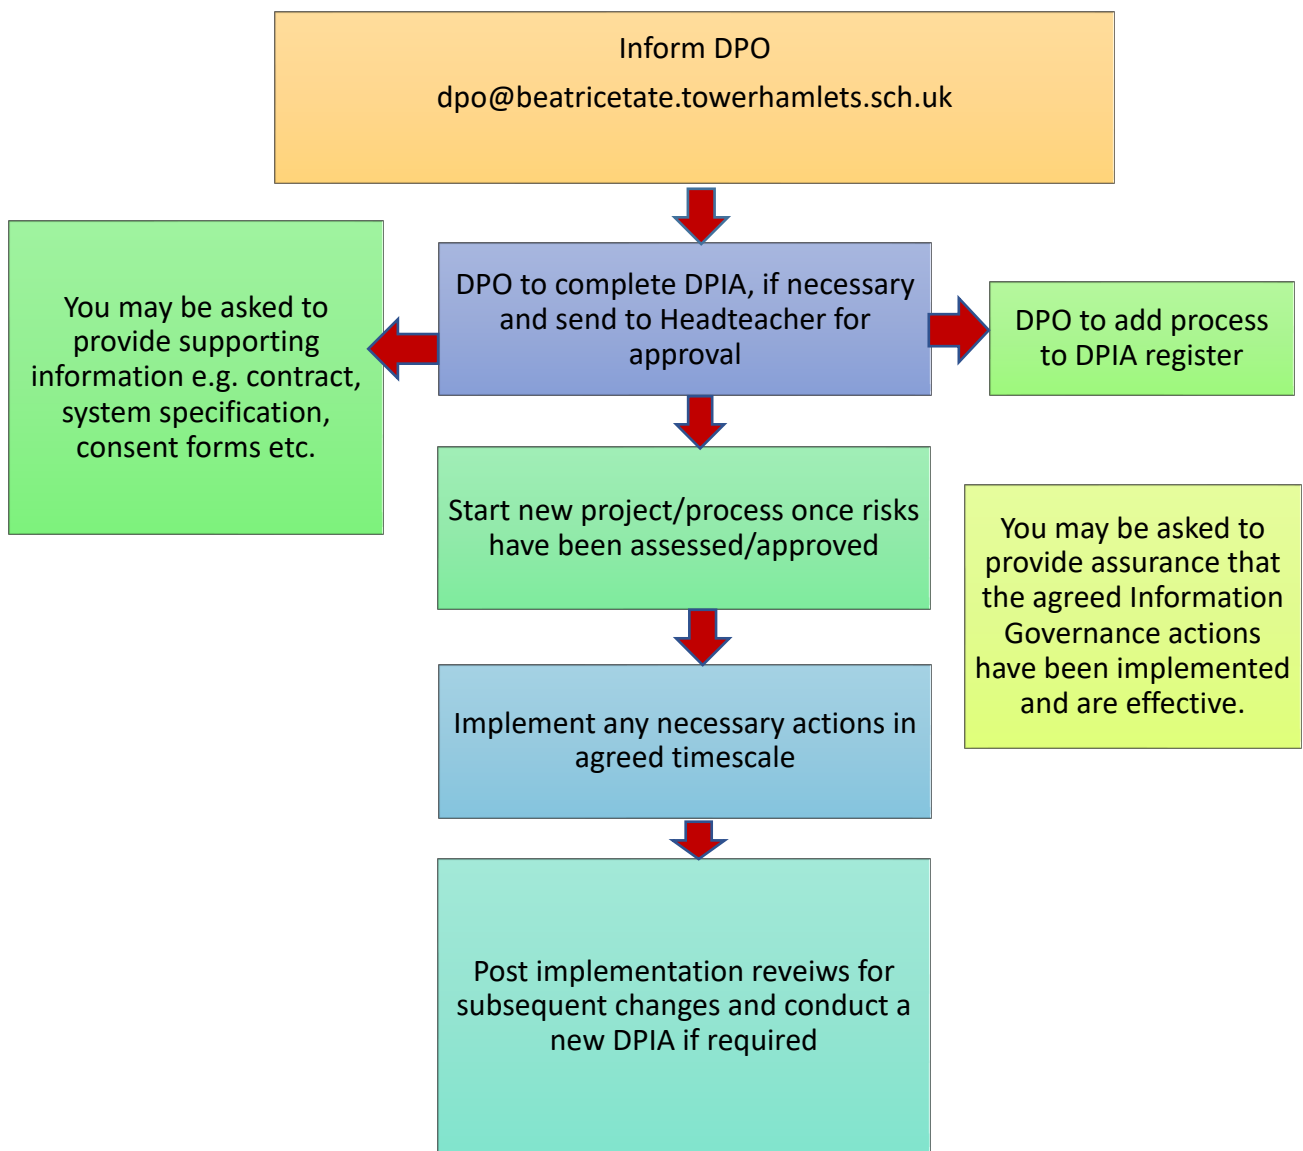 Inform DPO
dpo@beatricetate.towerhamlets.sch.uk
DPO to complete DPIA, if necessary
and send to Headteacher for
approval
You may be asked to
provide supporting
information e.g. contract,
system specification,
consent forms etc.
DPO to add process
to DPIA register
Start new project/process once risks
have been assessed/approved
You may be asked to
provide assurance that
the agreed Information
Governance actions
have been implemented
and are effective.
Implement any necessary actions in
agreed timescale
Post implementation reveiws for
subsequent changes and conduct a
new DPIA if required